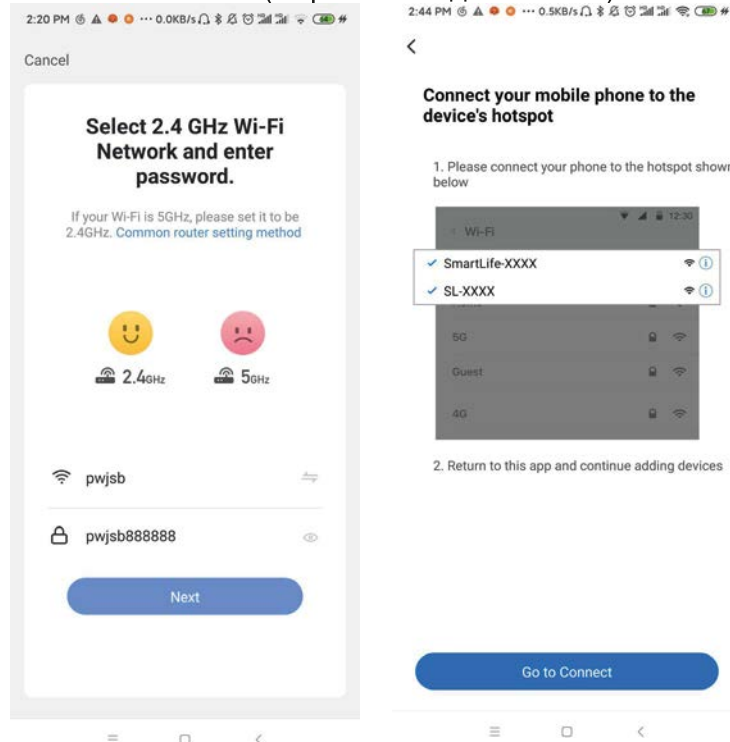 2:20 PM
0.0KB/s
Cancel
Select 2.4 GHz Wi-Fi
Network and enter
password.
If your Wi-Fi is 5GHz, please set it to be
2.4GHz. Common router setting method
2.4GHz
5GHz
pwjsb
pwjsb888888
Next
2:44 PM
0.5KB/s
Connect your mobile phone to the
device's hotspot
1. Please connect your phone to the hotspot shown
below
12:30
Wi-Fi
SmartLife-XXXX
SL-XXXX
5G
Guest
4G
2. Return to this app and continue adding devices
Go to Connect